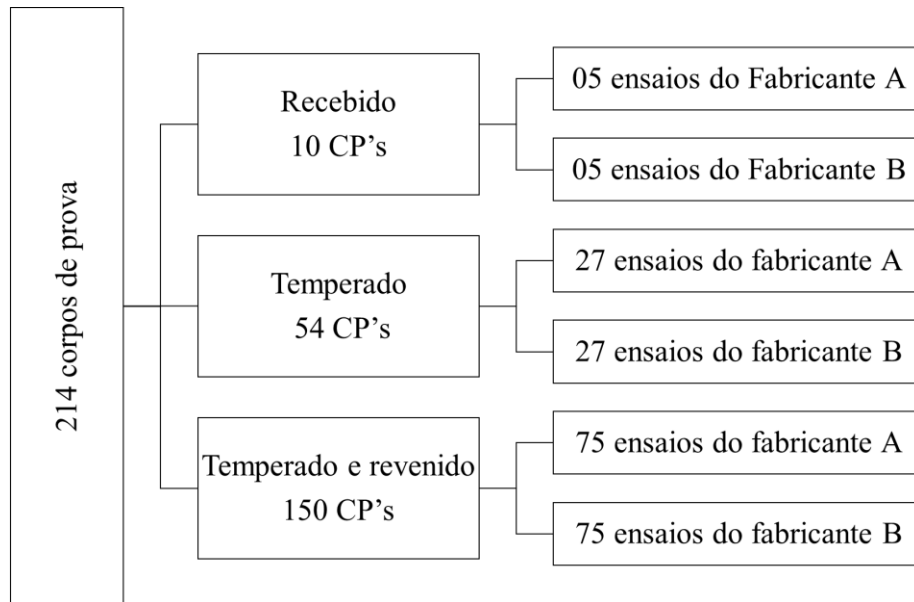 214 corpos de prova
Recebido
10 CP’s
05 ensaios do Fabricante A
05 ensaios do Fabricante B
Temperado
54 CP’s
27 ensaios do fabricante A
27 ensaios do fabricante B
Temperado e revenido
150 CP’s
75 ensaios do fabricante A
75 ensaios do fabricante B